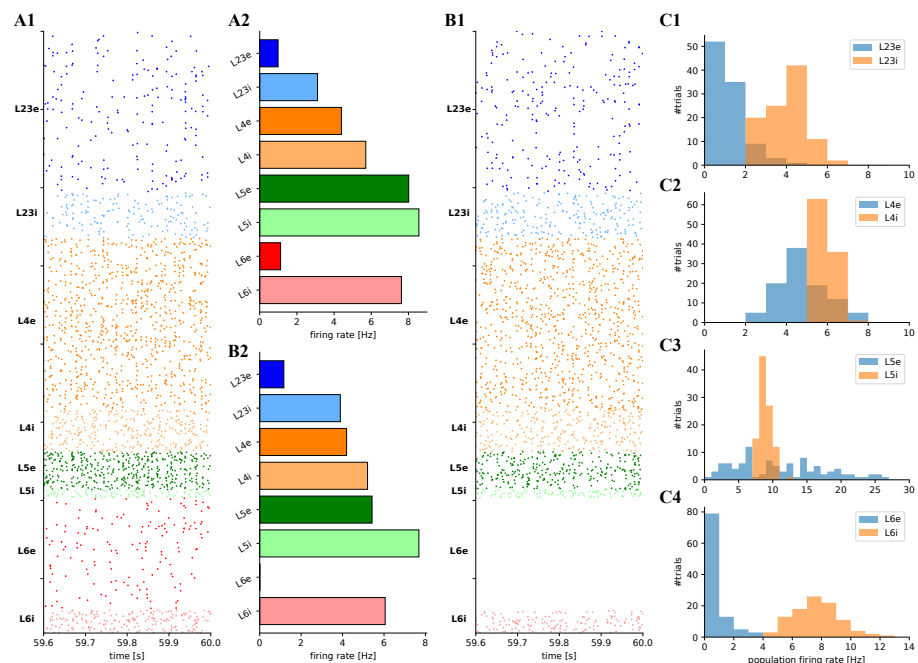 A1
L23e
L23i
L4e
L4i
L5e
L5i
L6e
L6i
59.6 59.7 59.8 59.9 60.0
time [s]
A2
L23e
L23i
L4e
L4i
L5e
L5i
L6e
L6i
0 2 4 6 8
firing rate [Hz]
B2
L23e
L23i
L4e
L4i
L5e
L5i
L6e
L6i
0 2 4 6 8
firing rate [Hz]
B1
L23e
L23i
L4e
L4i
L5e
L5i
L6e
L6i
59.6 59.7 59.8 59.9 60.0
time [s]
C1
L23e
L23i
#trials
50
40
30
20
10
0
0 2 4 6 8 10
C2
L4e
L4i
#trials
60
50
40
30
20
10
0
0 2 4 6 8 10
C3
L5e
L5i
#trials
40
20
0
0 5 10 15 20 25 30
C4
L6e
L6i
#trials
80
60
40
20
0
0 2 4 6 8 10 12 14
population firing rate [Hz]